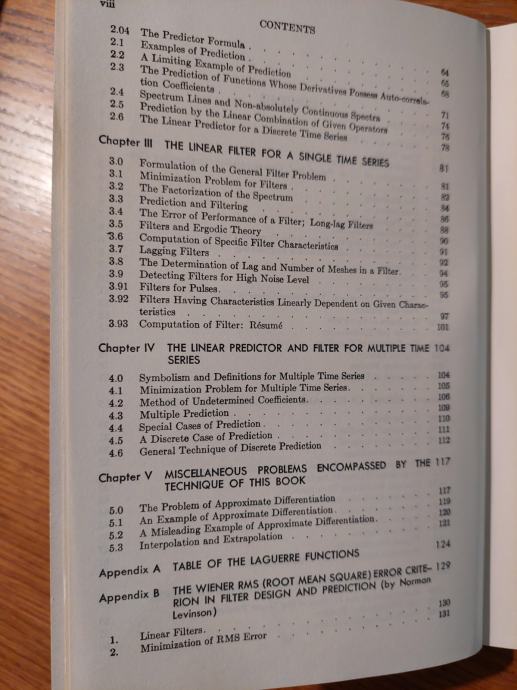 viii
CONTENTS
2.04 The Predictor Formula . . . . . . . . . .
2.1 Examples of Prediction . . . . . . . . . . 64
2.2 A Limiting Example of Prediction . . . . . . . 65
2.3 The Prediction of Functions Whose Derivatives Possess Auto-correla- 68
tion Coefficients . . . . . . . . . .
2.4 Spectrum Lines and Non-absolutely Continuous Spectra . . . 71
2.5 Prediction by the Linear Combination of Given Operators . . 74
2.6 The Linear Predictor for a Discrete Time Series . . . . 76
78
Chapter III THE LINEAR FILTER FOR A SINGLE TIME SERIES 81
3.0 Formulation of the General Filter Problem . . . . . 81
3.1 Minimization Problem for Filters . . . . . . . 82
3.2 The Factorization of the Spectrum . . . . . . 84
3.3 Prediction and Filtering . . . . . . . . 86
3.4 The Error of Performance of a Filter; Long-lag Filters . . . 88
3.5 Filters and Ergodic Theory . . . . . . . 90
3.6 Computation of Specific Filter Characteristics . . . . 91
3.7 Lagging Filters . . . . . . . . . . 92
3.8 The Determination of Lag and Number of Meshes in a Filter . . 94
3.9 Detecting Filters for High Noise Level . . . . . . 95
3.91 Filters for Pulses . . . . . . . . . . 95
3.92 Filters Having Characteristics Linearly Dependent on Given Charac-
teristics . . . . . . . . . . 97
3.93 Computation of Filter: Résumé . . . . . . . 101
Chapter IV THE LINEAR PREDICTOR AND FILTER FOR MULTIPLE TIME 104
SERIES
4.0 Symbolism and Definitions for Multiple Time Series . . . 104
4.1 Minimization Problem for Multiple Time Series . . . . 105
4.2 Method of Undetermined Coefficients . . . . . . 106
4.3 Multiple Prediction . . . . . . . . . 109
4.4 Special Cases of Prediction . . . . . . . 110
4.5 A Discrete Case of Prediction . . . . . . . 111
4.6 General Technique of Discrete Prediction . . . . . 112
Chapter V MISCELLANEOUS PROBLEMS ENCOMPASSED BY THE 117
TECHNIQUE OF THIS BOOK
5.0 The Problem of Approximate Differentiation . . . . 117
5.1 An Example of Approximate Differentiation . . . . . 119
5.2 A Misleading Example of Approximate Differentiation . . . 120
5.3 Interpolation and Extrapolation . . . . . . . 121
Appendix A TABLE OF THE LAGUERRE FUNCTIONS 124
Appendix B THE WIENER RMS (ROOT MEAN SQUARE) ERROR CRITE- 129
RION IN FILTER DESIGN AND PREDICTION (by Norman
Levinson)
1. Linear Filters . . . . . . . . . . 130
2. Minimization of RMS Error . . . . . . . 131